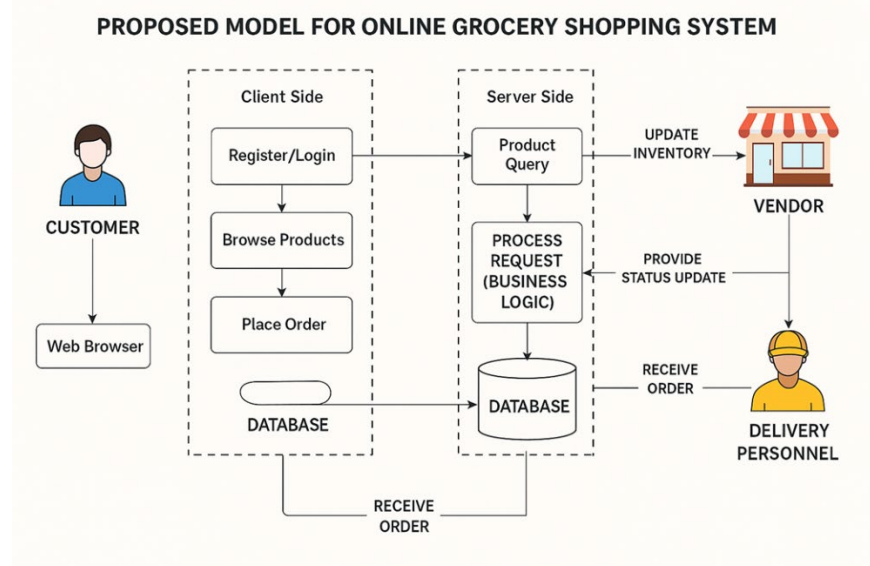 PROPOSED MODEL FOR ONLINE GROCERY SHOPPING SYSTEM
CUSTOMER
Web Browser
Client Side
Register/Login
Browse Products
Place Order
DATABASE
Server Side
Product
Query
PROCESS
REQUEST
(BUSINESS
LOGIC)
DATABASE
UPDATE
INVENTORY
VENDOR
PROVIDE
STATUS UPDATE
RECEIVE
ORDER
DELIVERY
PERSONNEL
RECEIVE
ORDER